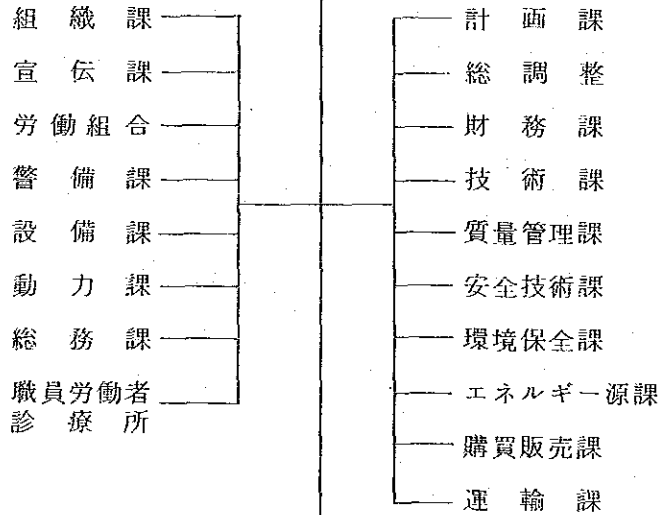 組織課
宣伝課
労働組合
警備課
設備課
動力課
総務課
職員労働者
診療所
計画課
総調整
財務課
技術課
質量管理課
安全技術課
環境保全課
エネルギー源課
購買販売課
運輸課